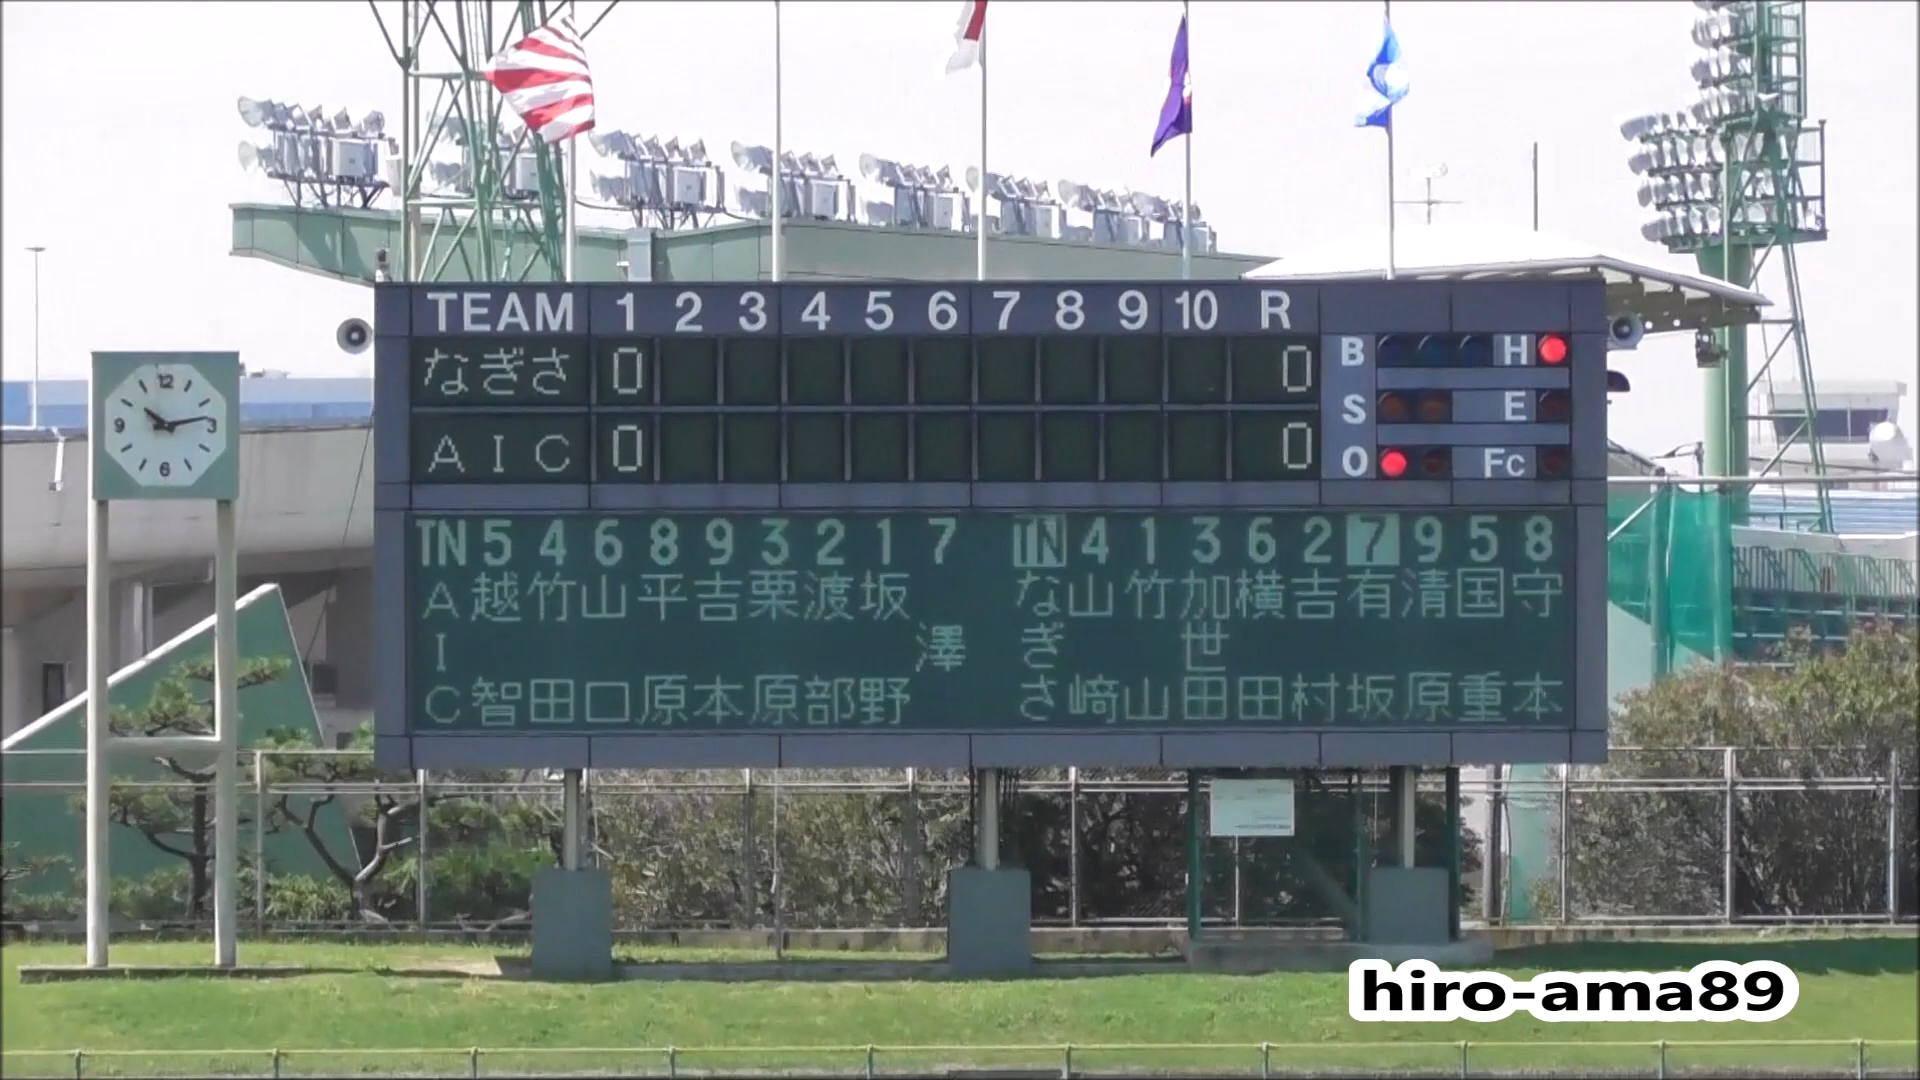 TEAM 1 2 3 4 5 6 7 8 9 10 R
なぎさ 0 0
AIC 0 0
B H
S E
O Fc
TN 5 4 6 8 9 3 2 1 7
AIC 越智 竹田 山口 平原 吉本 栗原 渡部 坂野 澤
TN 4 1 3 6 2 7 9 5 8
なぎさ 山﨑 竹山 加世田 横田 吉村 有坂 清原 国重 守本
12
3
6
9
hiro-ama89